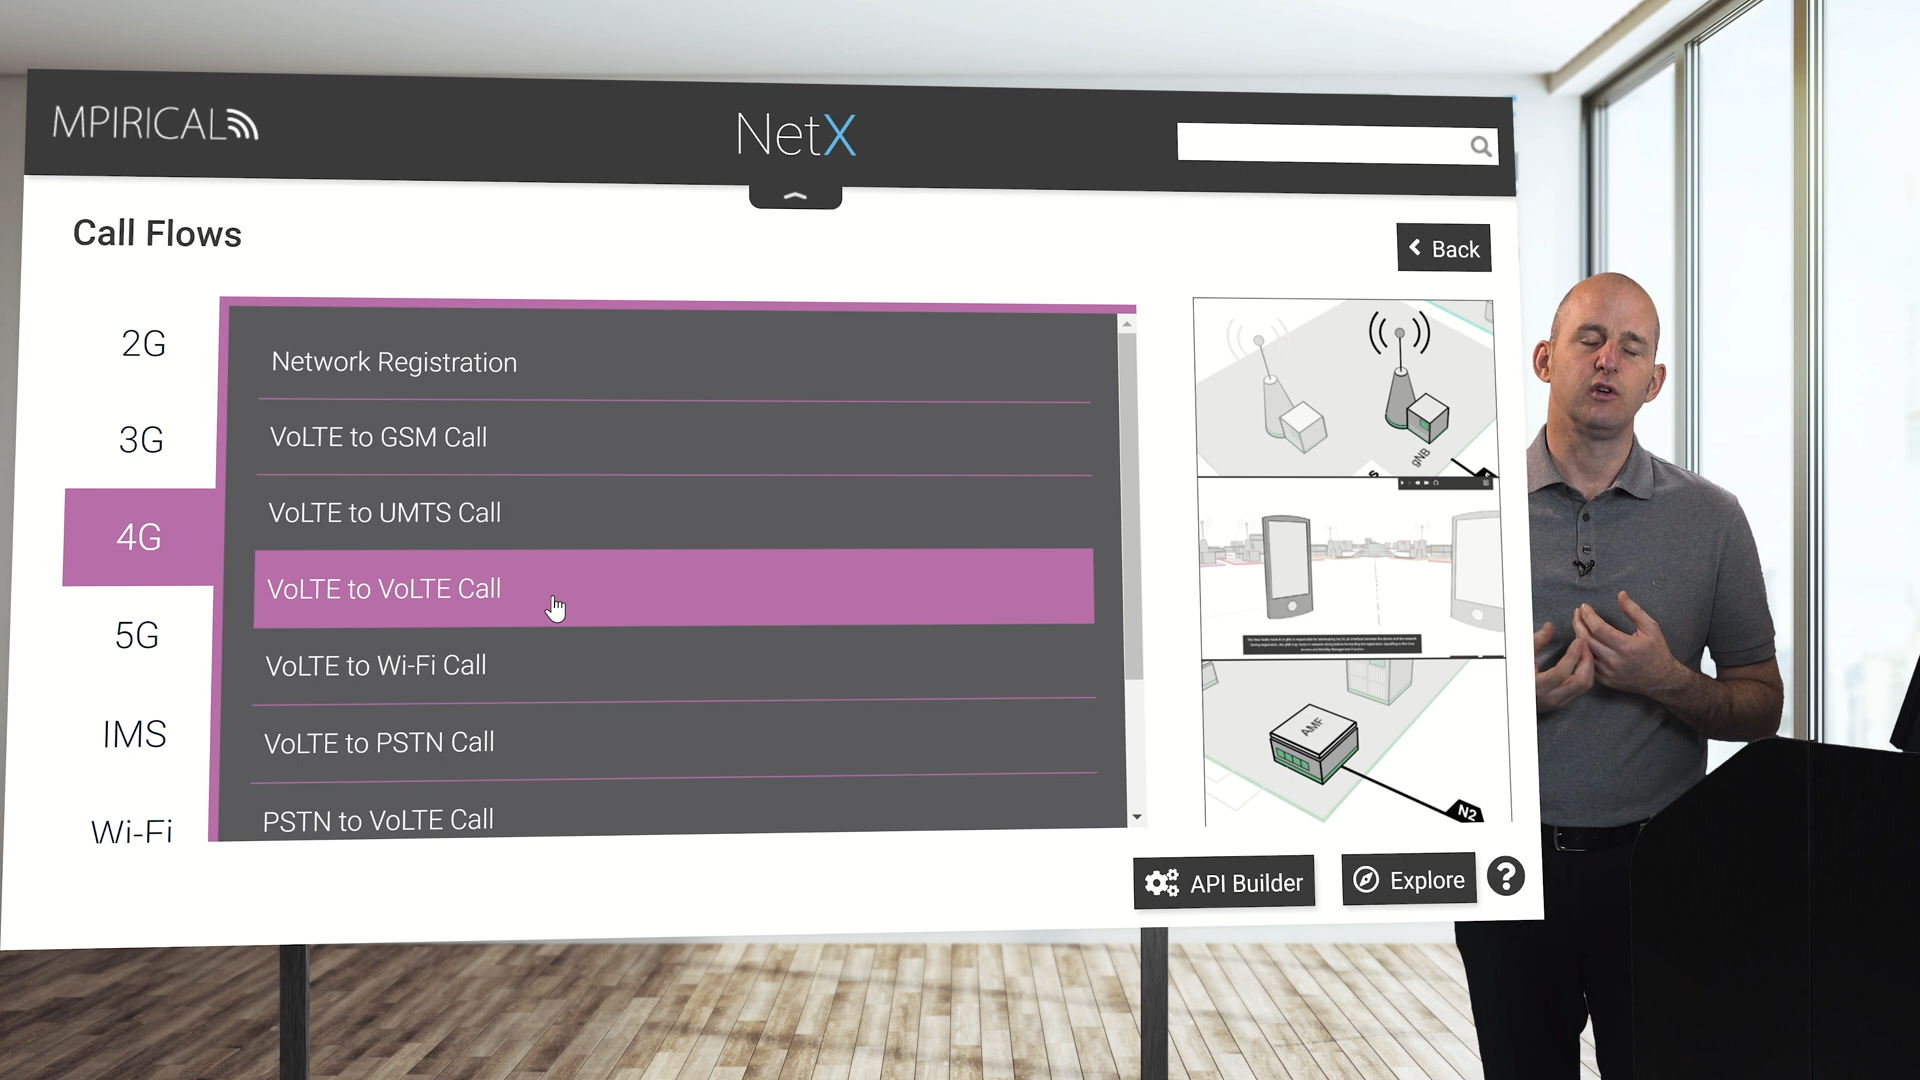 MPIRICAL
NetX
Call Flows
Back
2G
3G
4G
5G
IMS
Wi-Fi
Network Registration
VoLTE to GSM Call
VoLTE to UMTS Call
VoLTE to VoLTE Call
VoLTE to Wi-Fi Call
VoLTE to PSTN Call
PSTN to VoLTE Call
gNB
AMF
N2
API Builder
Explore
?